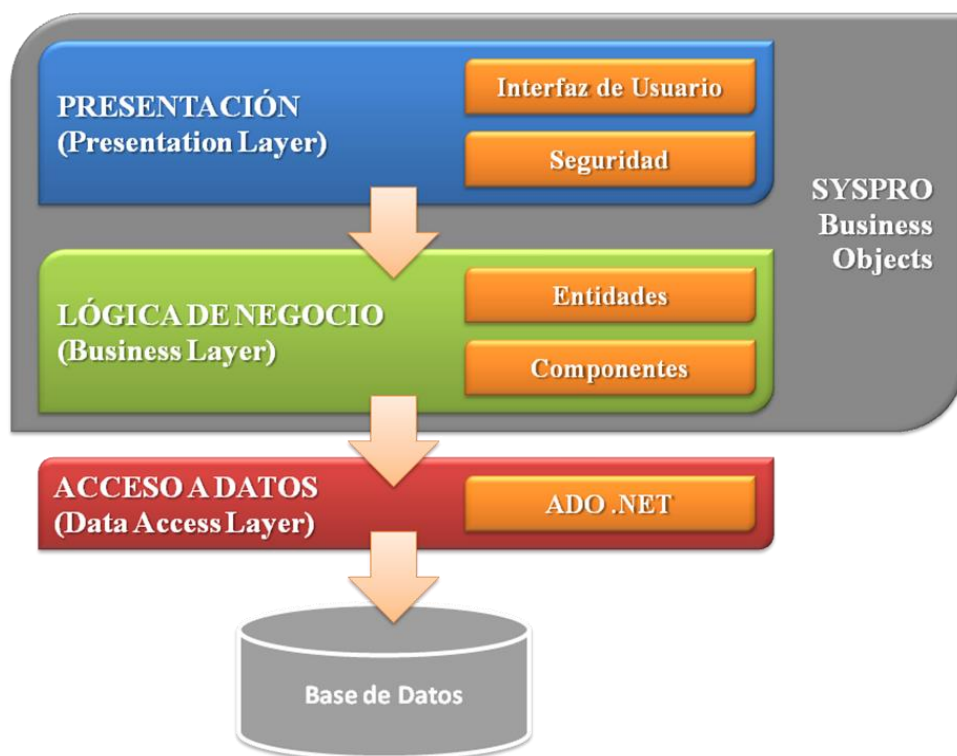 PRESENTACIÓN
(Presentation Layer)
Interfaz de Usuario
Seguridad
SYSPRO
Business
Objects
LÓGICA DE NEGOCIO
(Business Layer)
Entidades
Componentes
ACCESO A DATOS
(Data Access Layer)
ADO .NET
Base de Datos